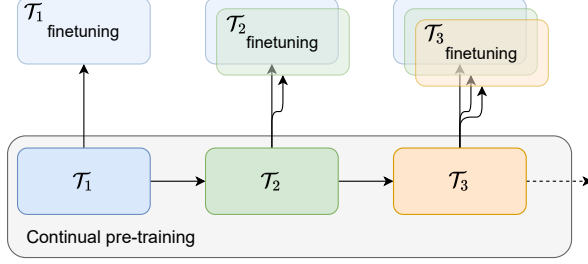 𝒯₁ finetuning
𝒯₂ finetuning
𝒯₃ finetuning
𝒯₁
𝒯₂
𝒯₃
Continual pre-training